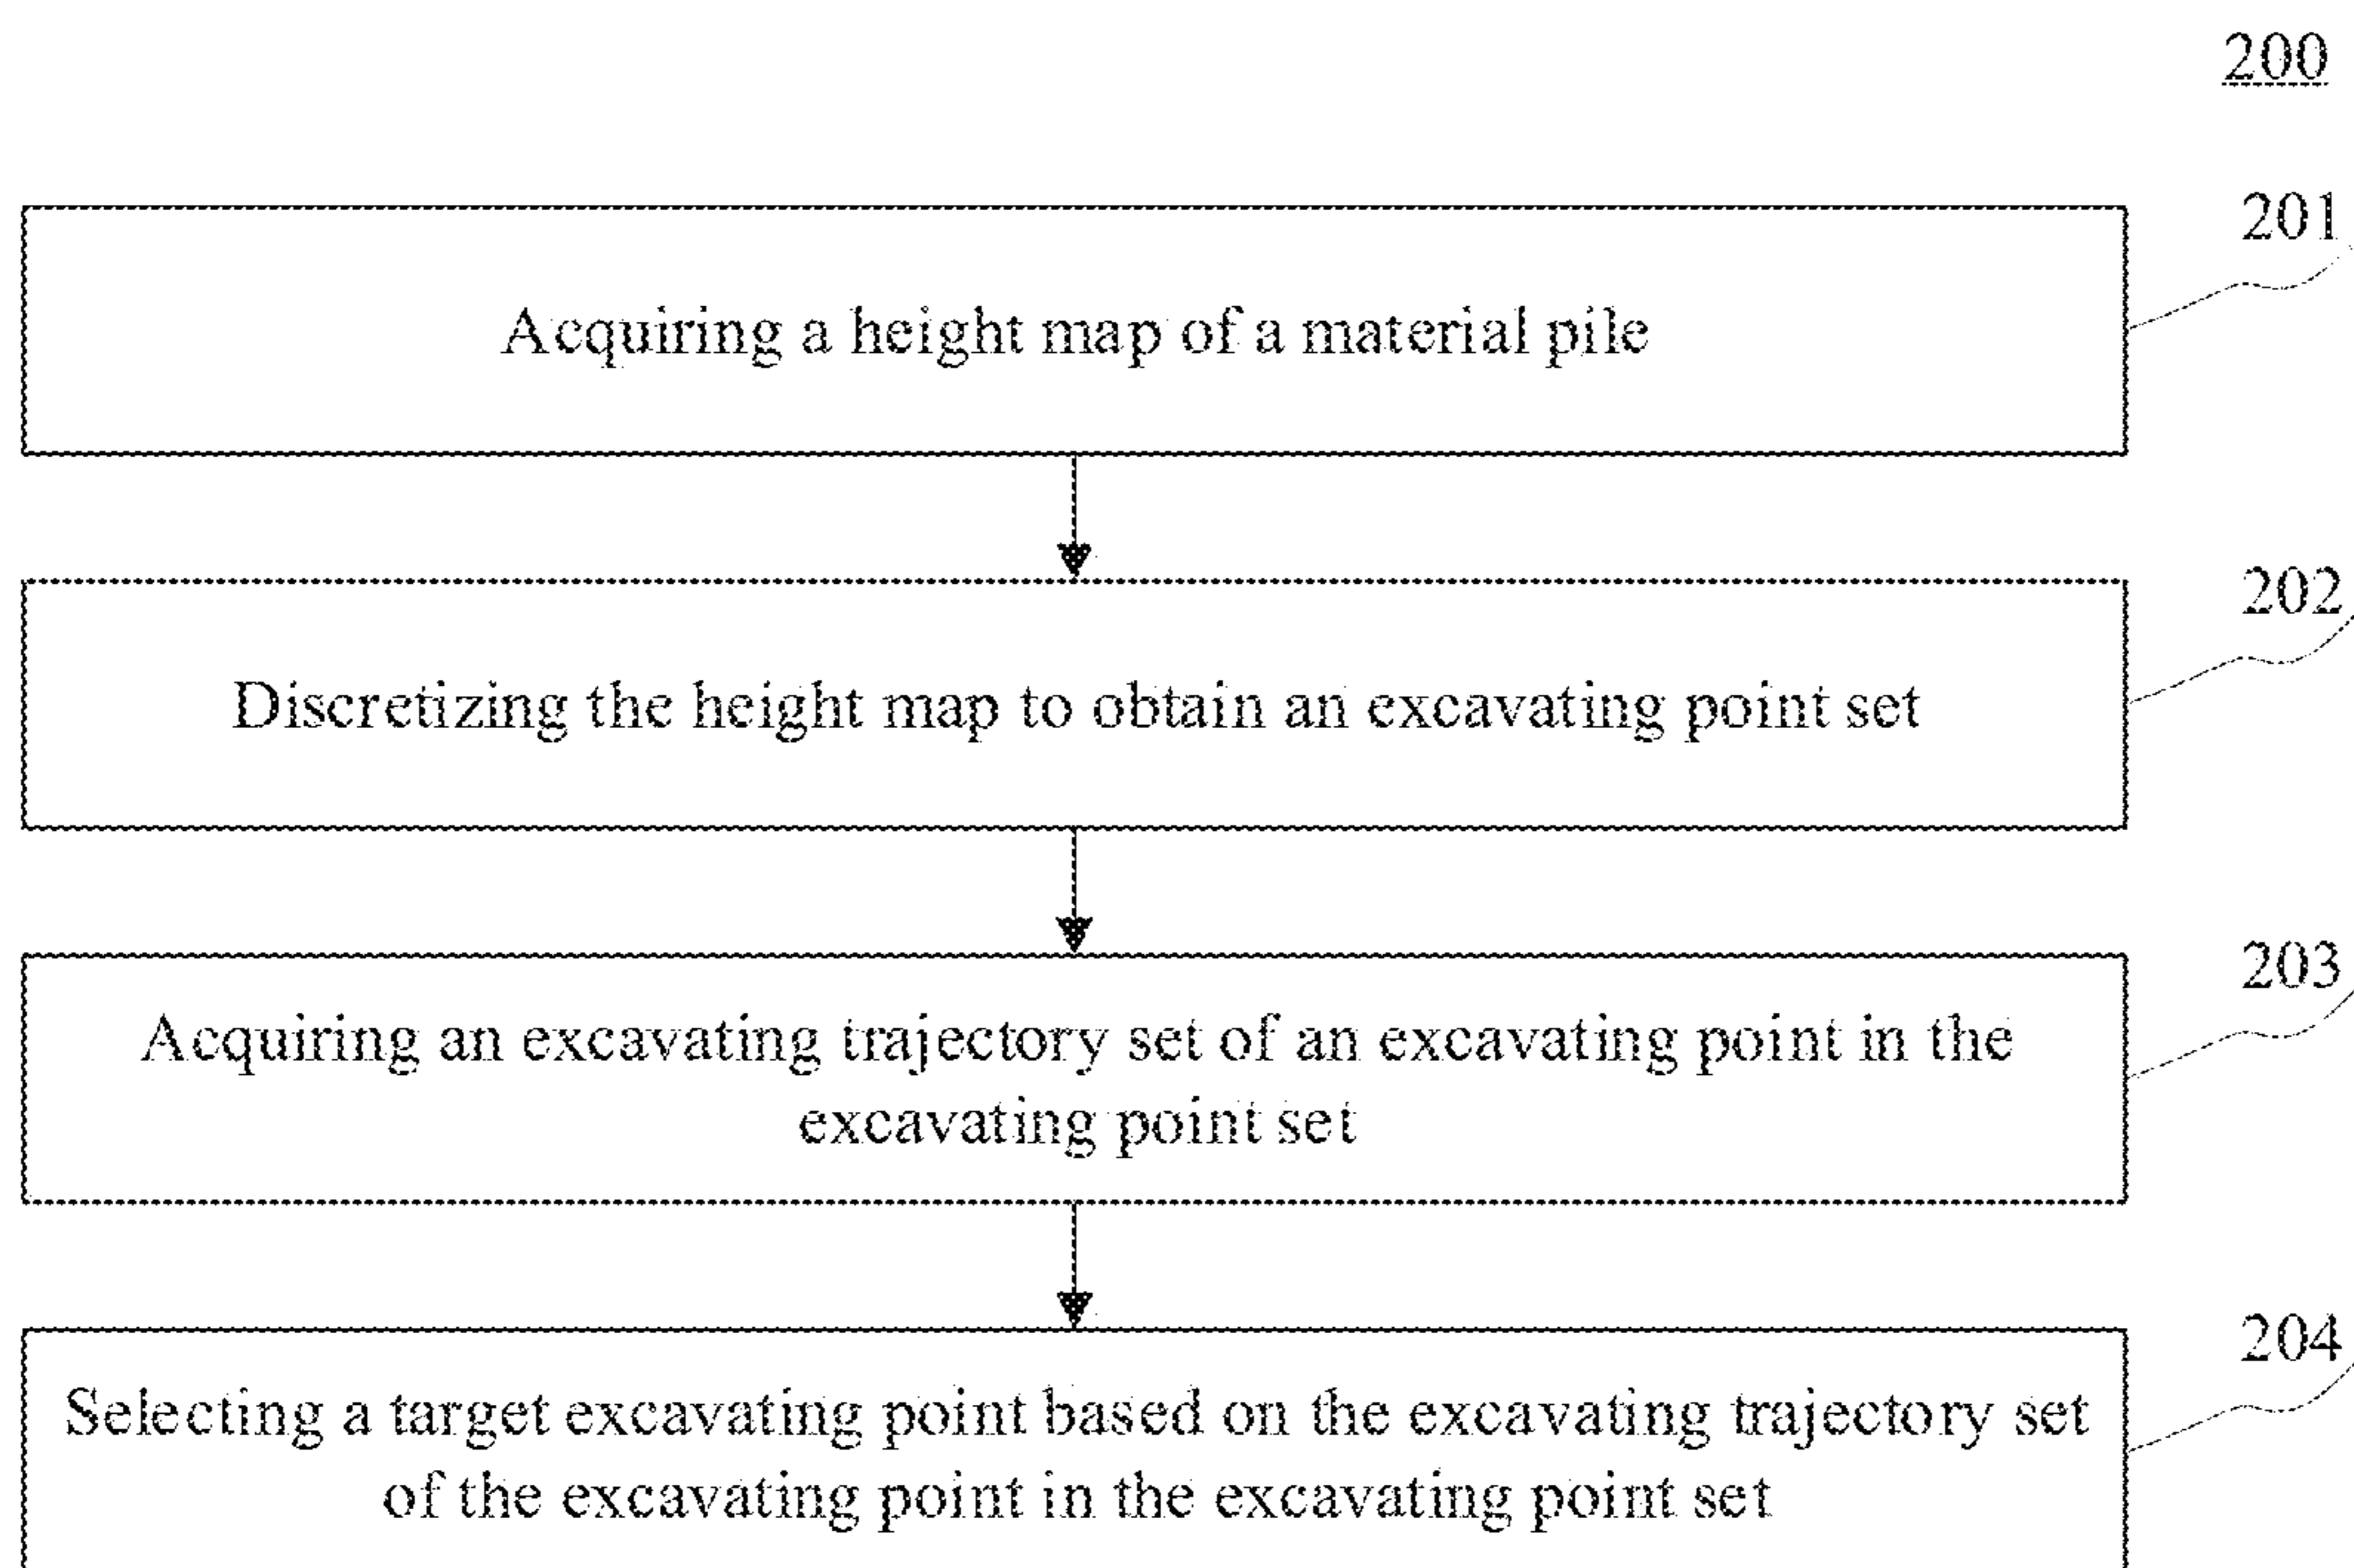 200
201
Acquiring a height map of a material pile
202
Discretizing the height map to obtain an excavating point set
203
Acquiring an excavating trajectory set of an excavating point in the
excavating point set
204
Selecting a target excavating point based on the excavating trajectory set
of the excavating point in the excavating point set